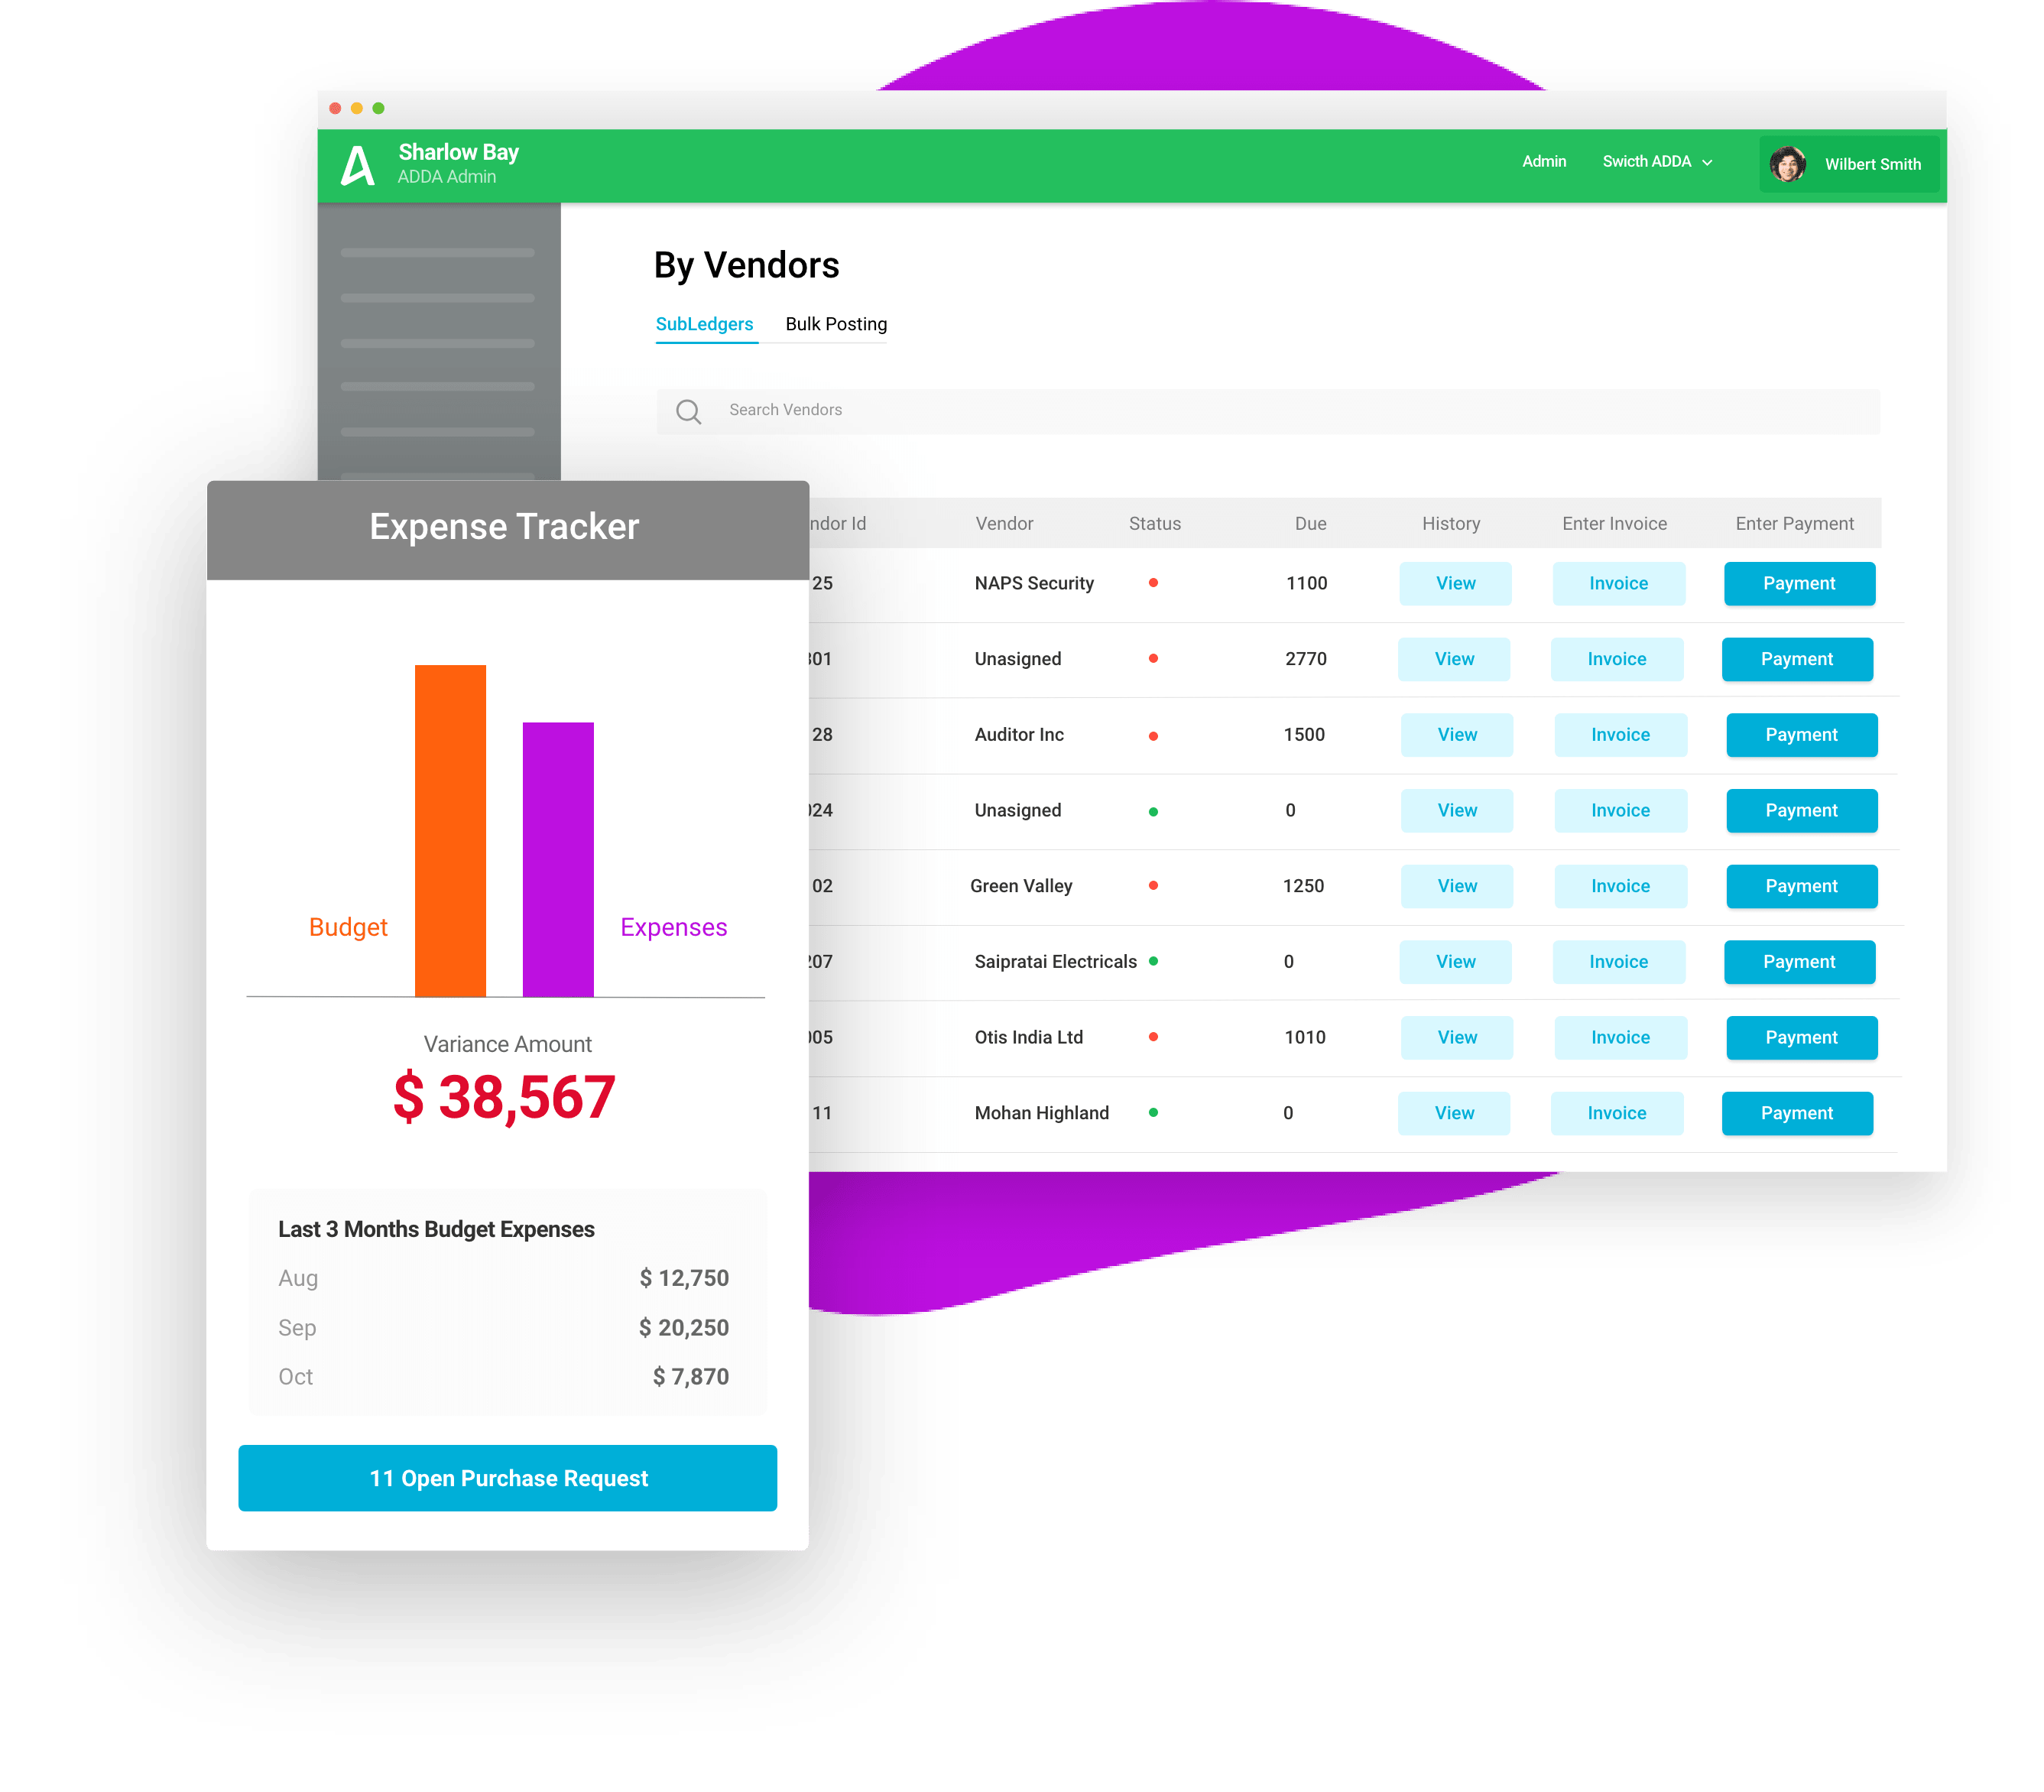 Sharlow Bay
ADDA Admin
Admin
Swicth ADDA
Wilbert Smith
By Vendors
SubLedgers Bulk Posting
Search Vendors
Id Vendor Status Due History Enter Invoice Enter Payment
25 NAPS Security 1100 View Invoice Payment
01 Unasigned 2770 View Invoice Payment
28 Auditor Inc 1500 View Invoice Payment
24 Unasigned 0 View Invoice Payment
02 Green Valley 1250 View Invoice Payment
07 Saipratai Electricals 0 View Invoice Payment
05 Otis India Ltd 1010 View Invoice Payment
11 Mohan Highland 0 View Invoice Payment
Expense Tracker
Budget
Expenses
Variance Amount
$ 38,567
Last 3 Months Budget Expenses
Aug $ 12,750
Sep $ 20,250
Oct $ 7,870
11 Open Purchase Request